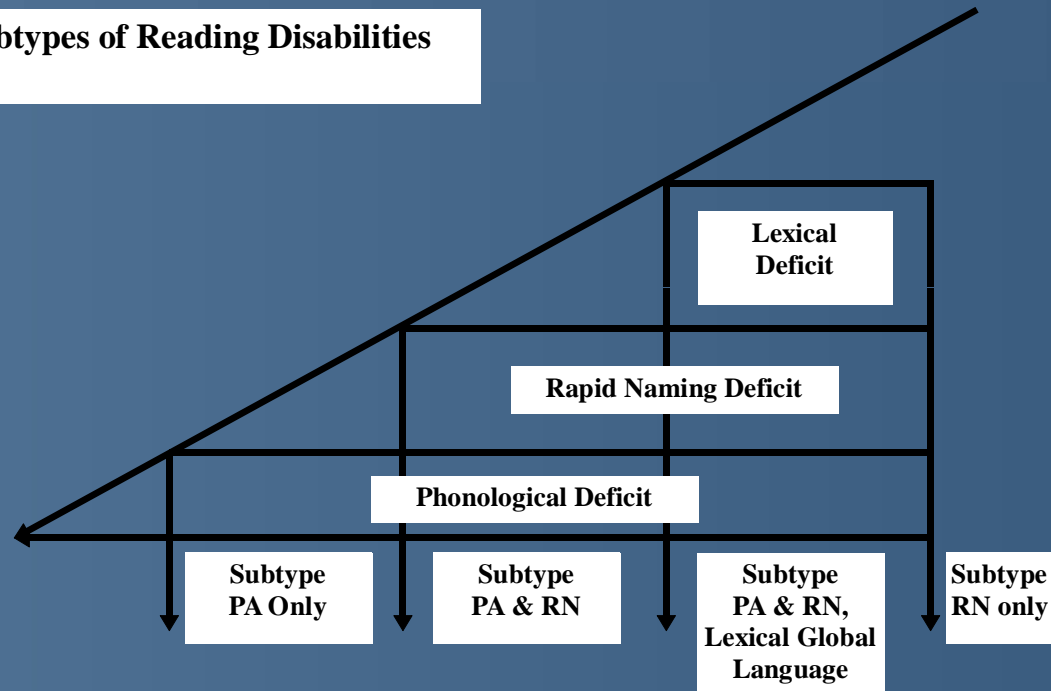 btypes of Reading Disabilities
Lexical
Deficit
Rapid Naming Deficit
Phonological Deficit
Subtype
PA Only
Subtype
PA & RN
Subtype
PA & RN,
Lexical Global
Language
Subtype
RN only